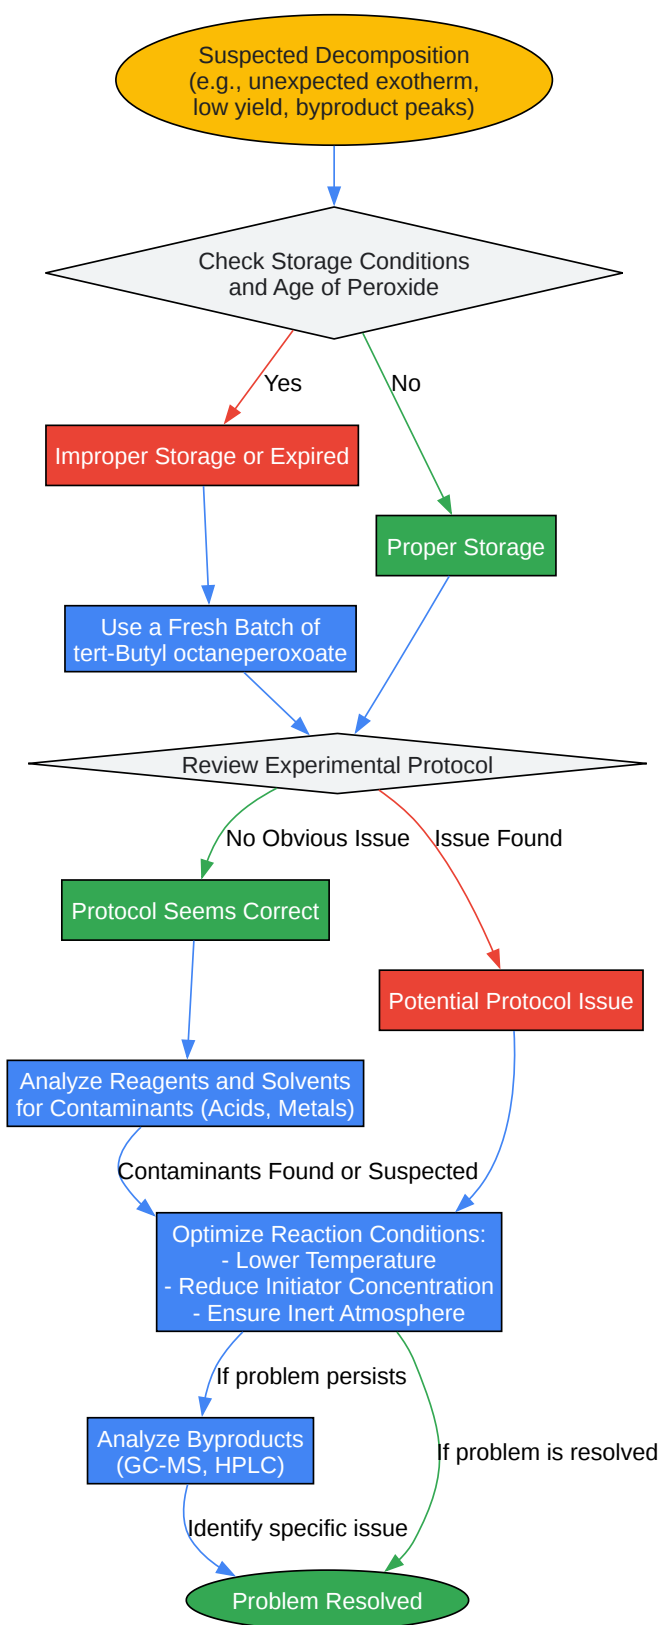 Suspected Decomposition
(e.g., unexpected exotherm,
low yield, byproduct peaks)
Check Storage Conditions
and Age of Peroxide
Yes
No
Improper Storage or Expired
Proper Storage
Use a Fresh Batch of
tert-Butyl octaneperoxoate
Review Experimental Protocol
No Obvious Issue
Issue Found
Protocol Seems Correct
Potential Protocol Issue
Analyze Reagents and Solvents
for Contaminants (Acids, Metals)
Contaminants Found or Suspected
Optimize Reaction Conditions:
- Lower Temperature
- Reduce Initiator Concentration
- Ensure Inert Atmosphere
If problem persists
Analyze Byproducts
(GC-MS, HPLC)
If problem is resolved
Identify specific issue
Problem Resolved